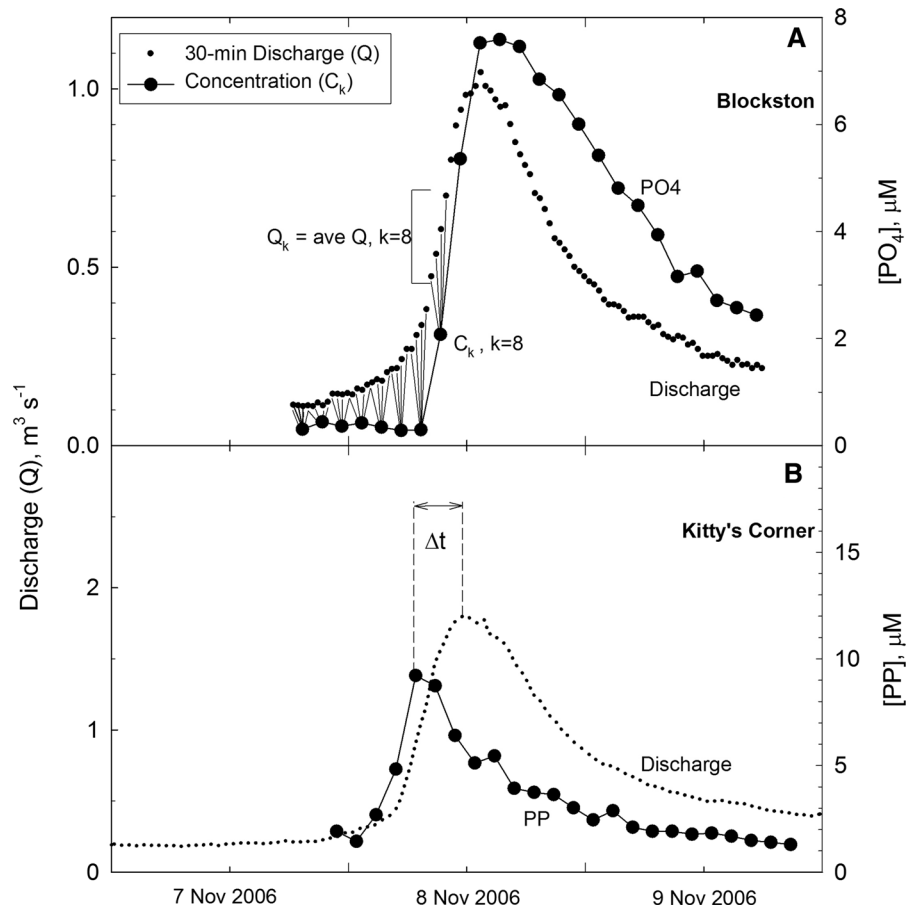 A
30-min Discharge (Q)
Concentration (Cₖ)
Blockston
PO4
Qₖ = ave Q, k=8
Cₖ , k=8
Discharge
8
6
4
2
0
[PO₄], μM
1.0
0.5
0.0
Discharge (Q), m³ s⁻¹
B
Kitty's Corner
Δt
Discharge
PP
2
1
0
15
10
5
0
[PP], μM
7 Nov 2006
8 Nov 2006
9 Nov 2006